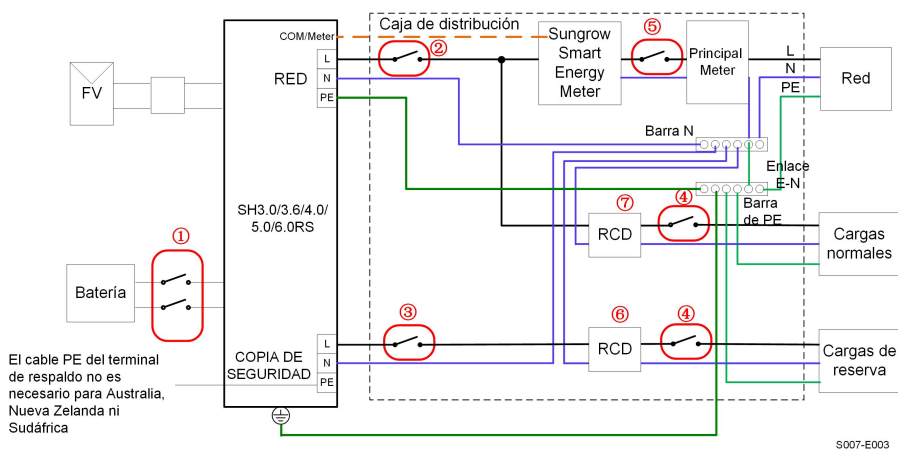 Caja de distribución
COM/Meter
②
Sungrow
Smart
Energy
Meter
⑤
Principal
Meter
L
N
PE
Red
FV
RED
L
N
PE
Barra N
Enlace
E-N
Barra
de PE
SH3.0/3.6/4.0/
5.0/6.0RS
①
Batería
⑦
RCD
④
Cargas
normales
③
⑥
RCD
④
Cargas de
reserva
COPIA DE
SEGURIDAD
L
N
PE
El cable PE del terminal
de respaldo no es
necesario para Australia,
Nueva Zelanda ni
Sudáfrica
S007-E003